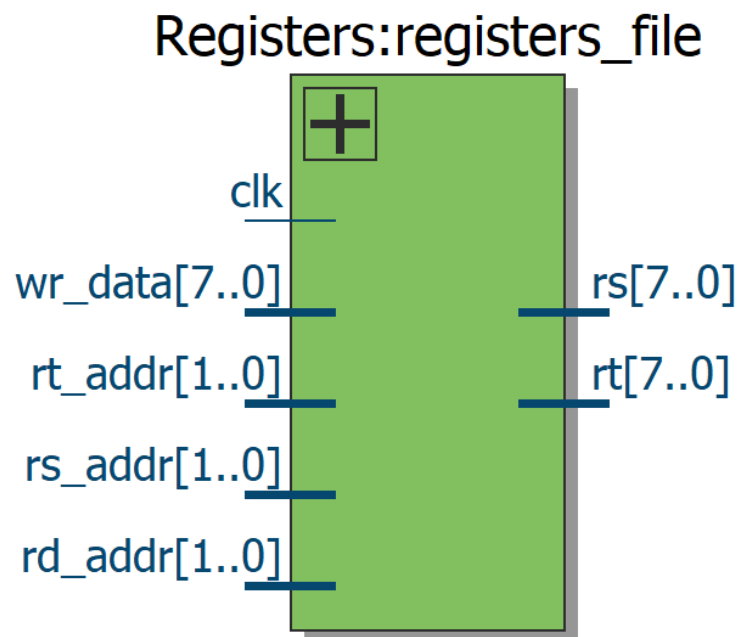 Registers:registers_file
clk
wr_data[7..0]
rs[7..0]
rt_addr[1..0]
rt[7..0]
rs_addr[1..0]
rd_addr[1..0]